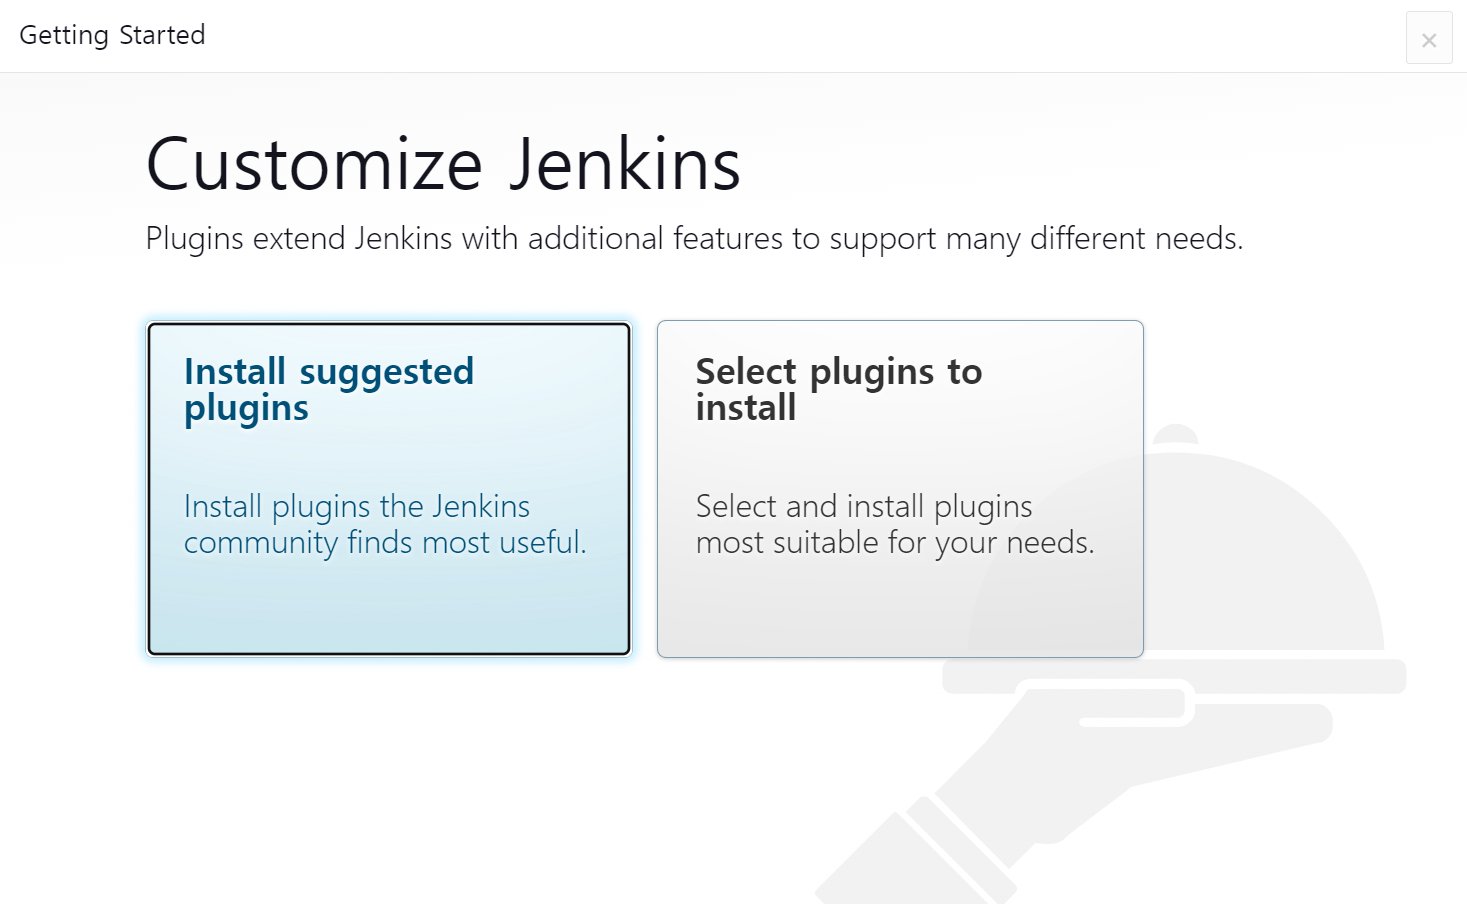 Getting Started
×
Customize Jenkins
Plugins extend Jenkins with additional features to support many different needs.
Install suggested
plugins
Install plugins the Jenkins
community finds most useful.
Select plugins to
install
Select and install plugins
most suitable for your needs.